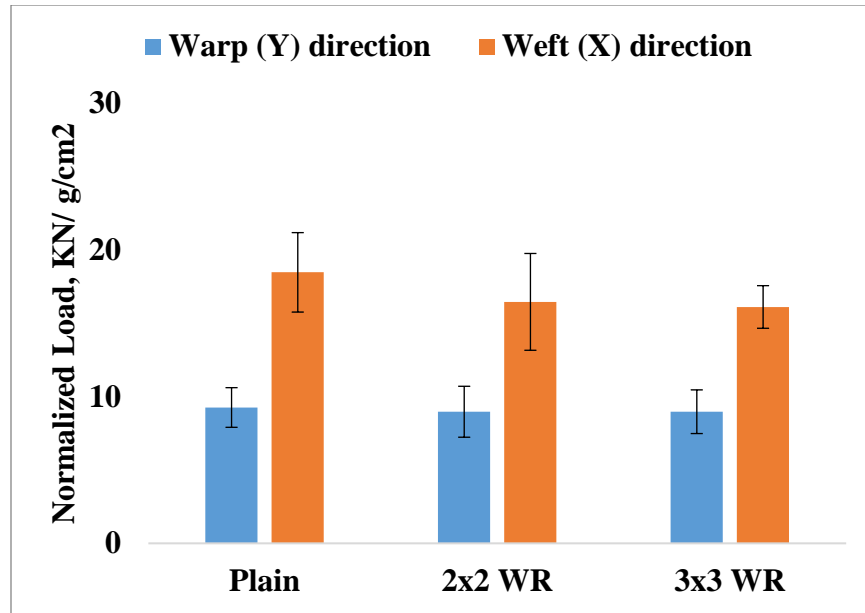 Warp (Y) direction Weft (X) direction
Normalized Load, KN/ g/cm2
30
20
10
0
Plain 2x2 WR 3x3 WR